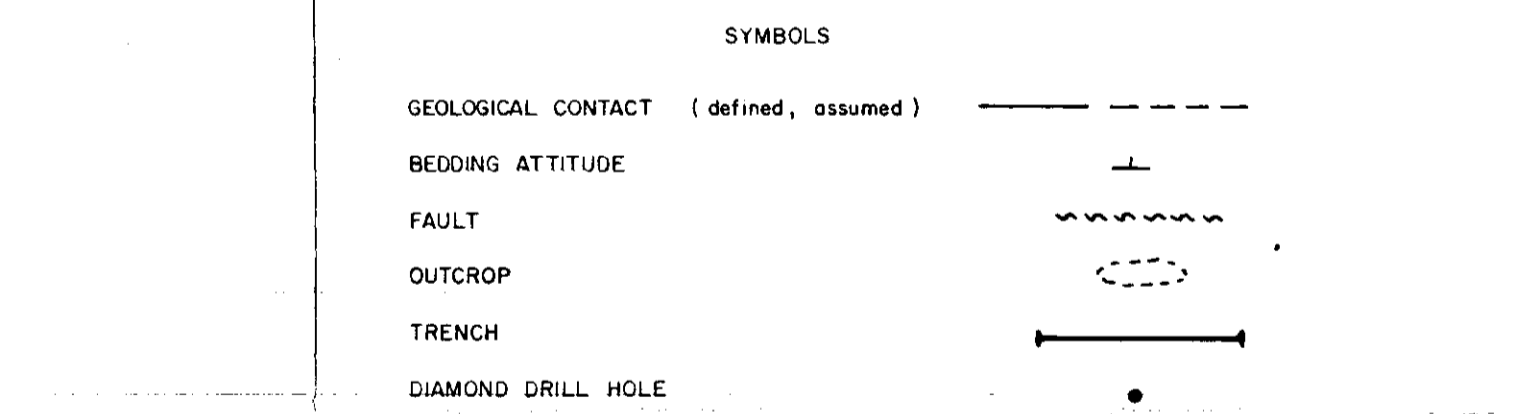 SYMBOLS
GEOLOGICAL CONTACT ( defined, assumed )
BEDDING ATTITUDE
FAULT
OUTCROP
TRENCH
DIAMOND DRILL HOLE